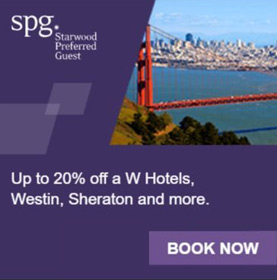 spg.
Starwood
Preferred
Guest
Up to 20% off a W Hotels,
Westin, Sheraton and more.
BOOK NOW